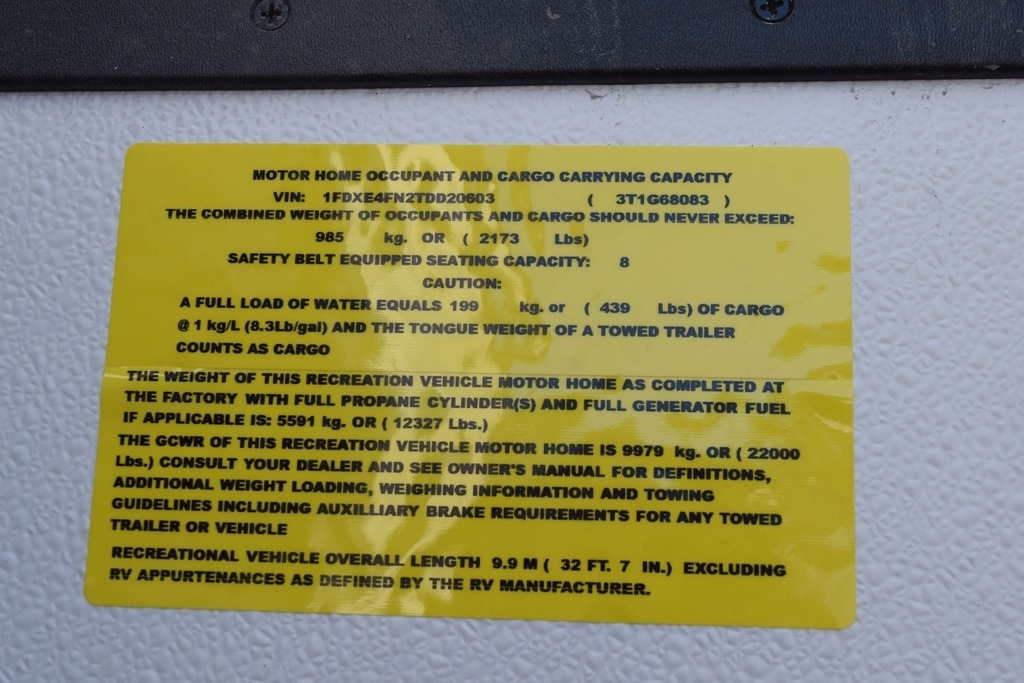 MOTOR HOME OCCUPANT AND CARGO CARRYING CAPACITY
VIN: 1FDXE4FN2TDD20603 ( 3T1G68083 )
THE COMBINED WEIGHT OF OCCUPANTS AND CARGO SHOULD NEVER EXCEED:
985 kg. OR ( 2173 Lbs)
SAFETY BELT EQUIPPED SEATING CAPACITY: 8
CAUTION:
A FULL LOAD OF WATER EQUALS 199 kg. or ( 439 Lbs) OF CARGO
@ 1 kg/L (8.3Lb/gal) AND THE TONGUE WEIGHT OF A TOWED TRAILER
COUNTS AS CARGO
THE WEIGHT OF THIS RECREATION VEHICLE MOTOR HOME AS COMPLETED AT
THE FACTORY WITH FULL PROPANE CYLINDER(S) AND FULL GENERATOR FUEL
IF APPLICABLE IS: 5591 kg. OR ( 12327 Lbs.)
THE GCWR OF THIS RECREATION VEHICLE MOTOR HOME IS 9979 kg. OR ( 22000
Lbs.) CONSULT YOUR DEALER AND SEE OWNER'S MANUAL FOR DEFINITIONS,
ADDITIONAL WEIGHT LOADING, WEIGHING INFORMATION AND TOWING
GUIDELINES INCLUDING AUXILLIARY BRAKE REQUIREMENTS FOR ANY TOWED
TRAILER OR VEHICLE
RECREATIONAL VEHICLE OVERALL LENGTH 9.9 M ( 32 FT. 7 IN.) EXCLUDING
RV APPURTENANCES AS DEFINED BY THE RV MANUFACTURER.